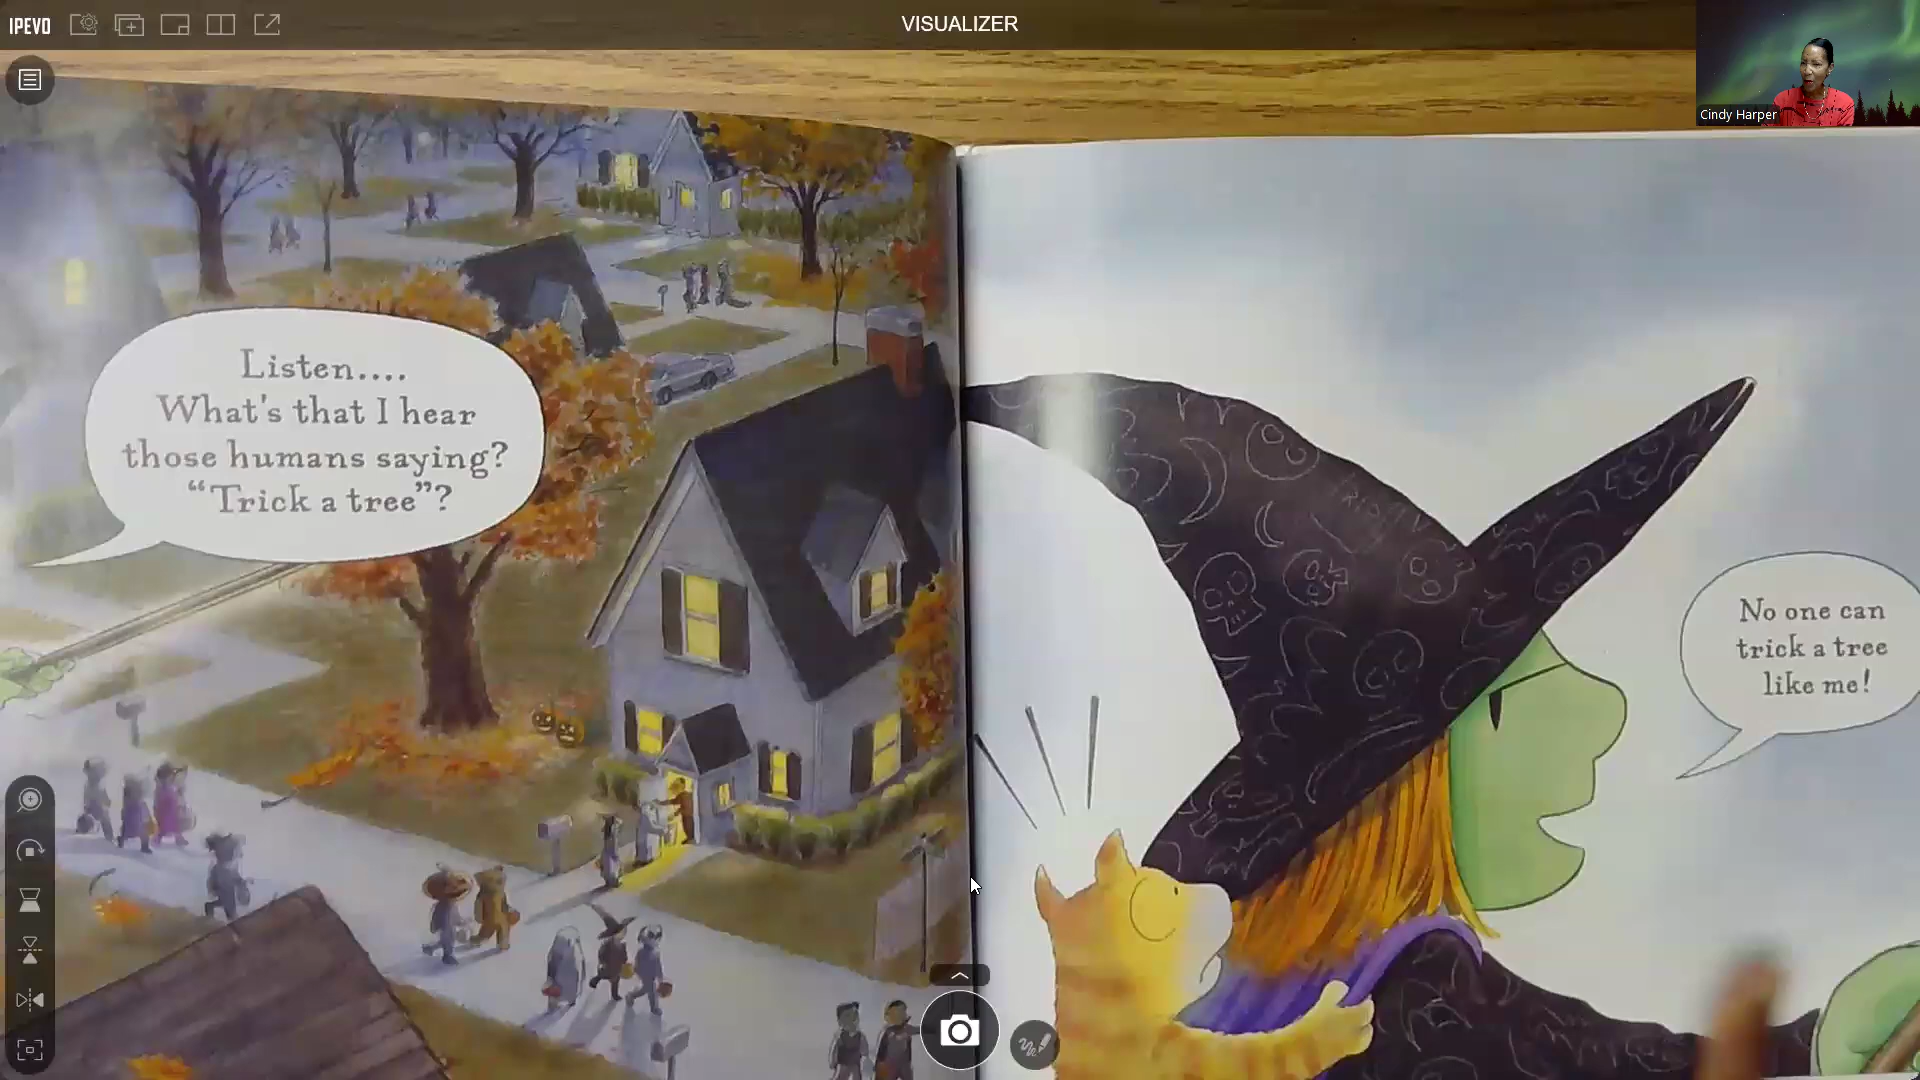 IPEVO
VISUALIZER
Cindy Harper
Listen....
What's that I hear
those humans saying?
“Trick a tree”?
No one can
trick a tree
like me!